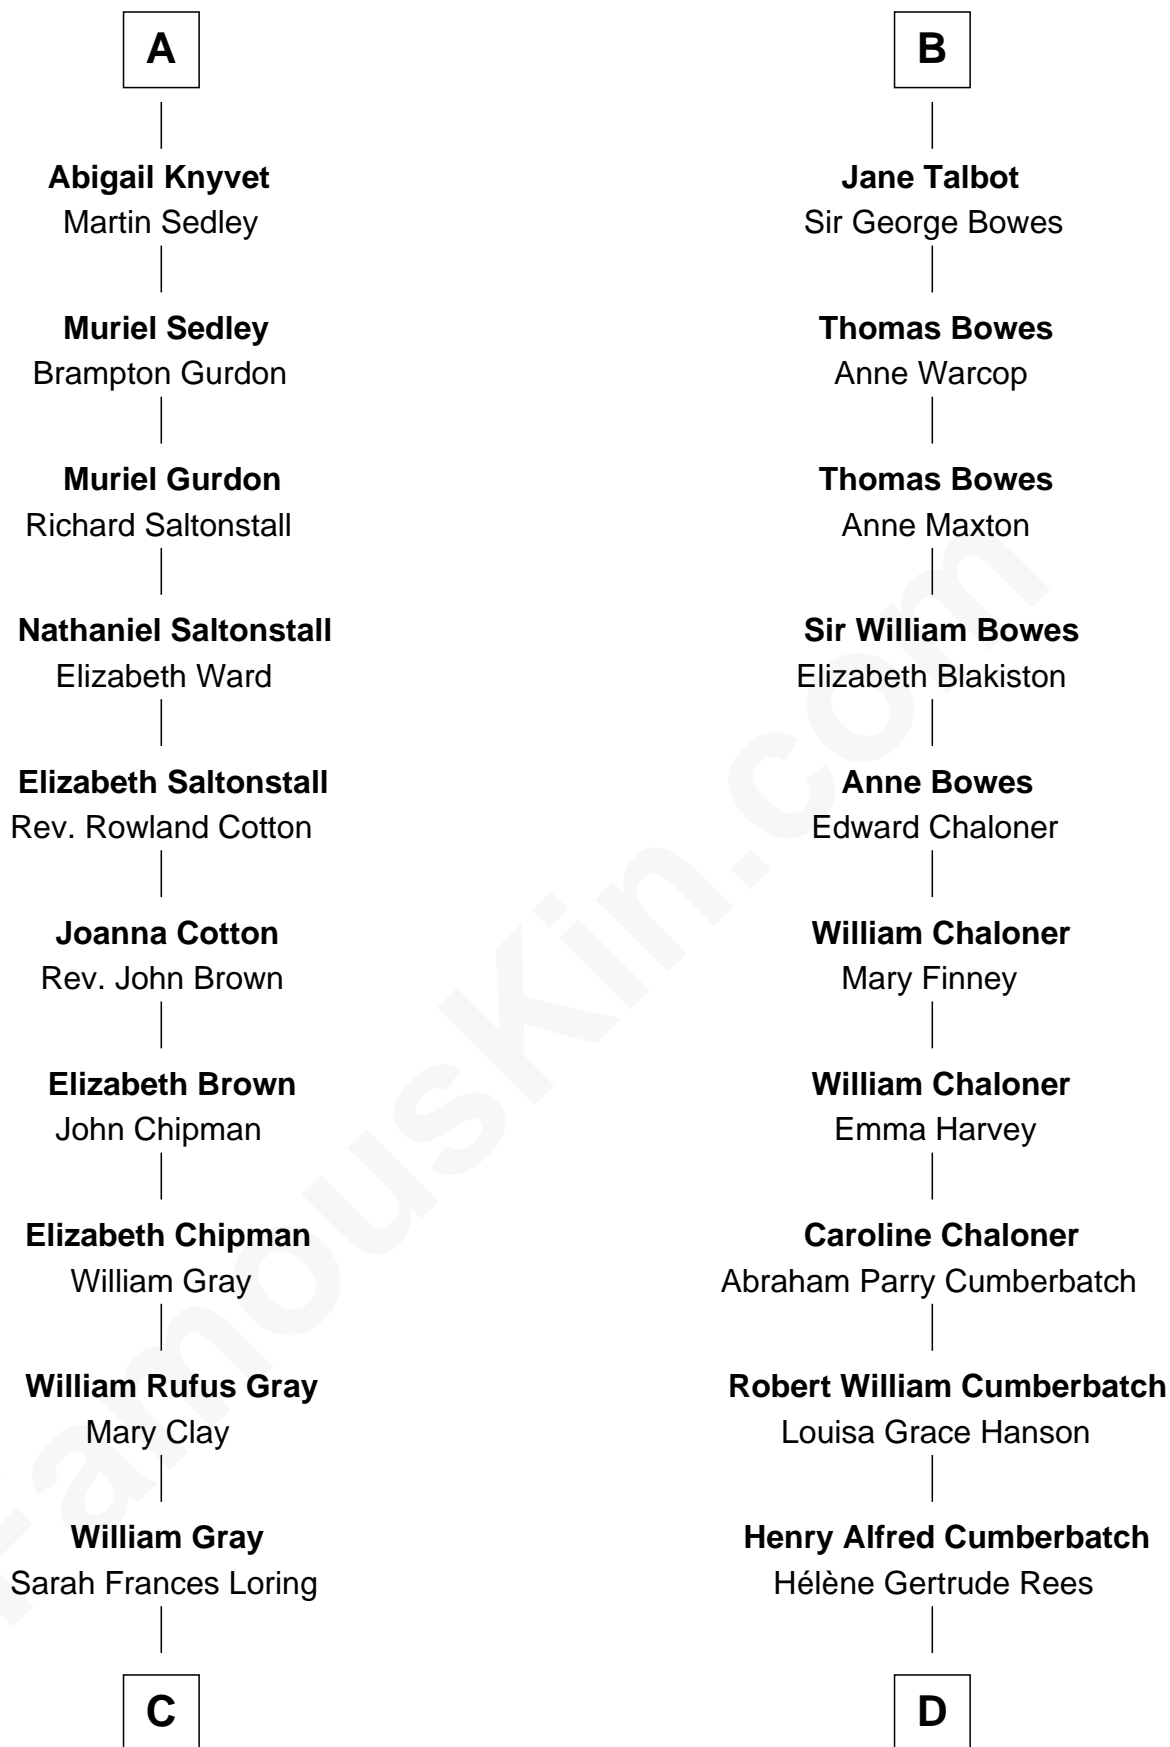 A
Abigail Knyvet
Martin Sedley
Muriel Sedley
Brampton Gurdon
Muriel Gurdon
Richard Saltonstall
Nathaniel Saltonstall
Elizabeth Ward
Elizabeth Saltonstall
Rev. Rowland Cotton
Joanna Cotton
Rev. John Brown
Elizabeth Brown
John Chipman
Elizabeth Chipman
William Gray
William Rufus Gray
Mary Clay
William Gray
Sarah Frances Loring
C
B
Jane Talbot
Sir George Bowes
Thomas Bowes
Anne Warcop
Thomas Bowes
Anne Maxton
Sir William Bowes
Elizabeth Blakiston
Anne Bowes
Edward Chaloner
William Chaloner
Mary Finney
William Chaloner
Emma Harvey
Caroline Chaloner
Abraham Parry Cumberbatch
Robert William Cumberbatch
Louisa Grace Hanson
Henry Alfred Cumberbatch
Hélène Gertrude Rees
D
FamousKin.com